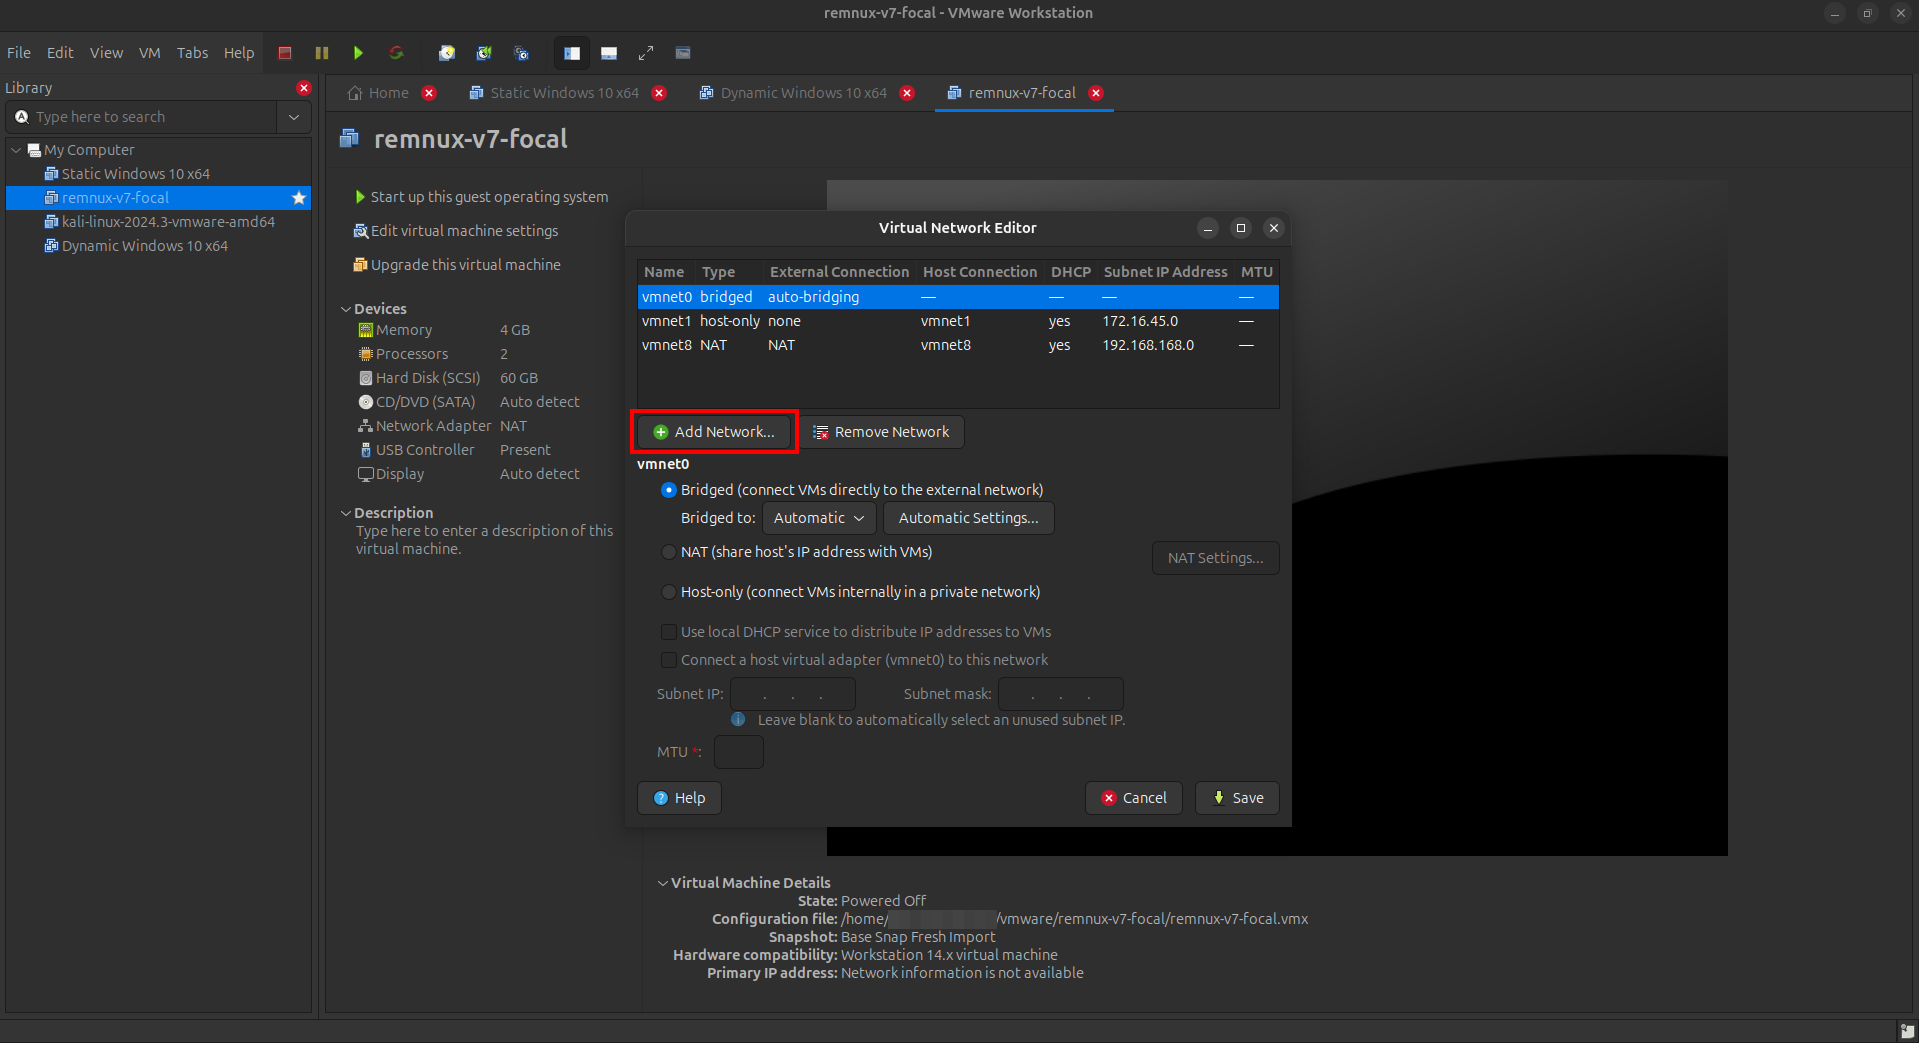 remnux-v7-focal - VMware Workstation
File Edit View VM Tabs Help
Library
Type here to search
My Computer
Static Windows 10 x64
remnux-v7-focal
kali-linux-2024.3-vmware-amd64
Dynamic Windows 10 x64
Home Static Windows 10 x64 Dynamic Windows 10 x64 remnux-v7-focal
remnux-v7-focal
Start up this guest operating system
Edit virtual machine settings
Upgrade this virtual machine
Devices
Memory 4 GB
Processors 2
Hard Disk (SCSI) 60 GB
CD/DVD (SATA) Auto detect
Network Adapter NAT
USB Controller Present
Display Auto detect
Description
Type here to enter a description of this
virtual machine.
Virtual Network Editor
Name Type External Connection Host Connection DHCP Subnet IP Address MTU
vmnet0 bridged auto-bridging — — — —
vmnet1 host-only none vmnet1 yes 172.16.45.0 —
vmnet8 NAT NAT vmnet8 yes 192.168.168.0 —
Add Network... Remove Network
vmnet0
Bridged (connect VMs directly to the external network)
Bridged to: Automatic Automatic Settings...
NAT (share host's IP address with VMs)
NAT Settings...
Host-only (connect VMs internally in a private network)
Use local DHCP service to distribute IP addresses to VMs
Connect a host virtual adapter (vmnet0) to this network
Subnet IP: . . . Subnet mask: . . .
Leave blank to automatically select an unused subnet IP.
MTU *:
Help Cancel Save
Virtual Machine Details
State: Powered Off
Configuration file: /home/ /vmware/remnux-v7-focal/remnux-v7-focal.vmx
Snapshot: Base Snap Fresh Import
Hardware compatibility: Workstation 14.x virtual machine
Primary IP address: Network information is not available